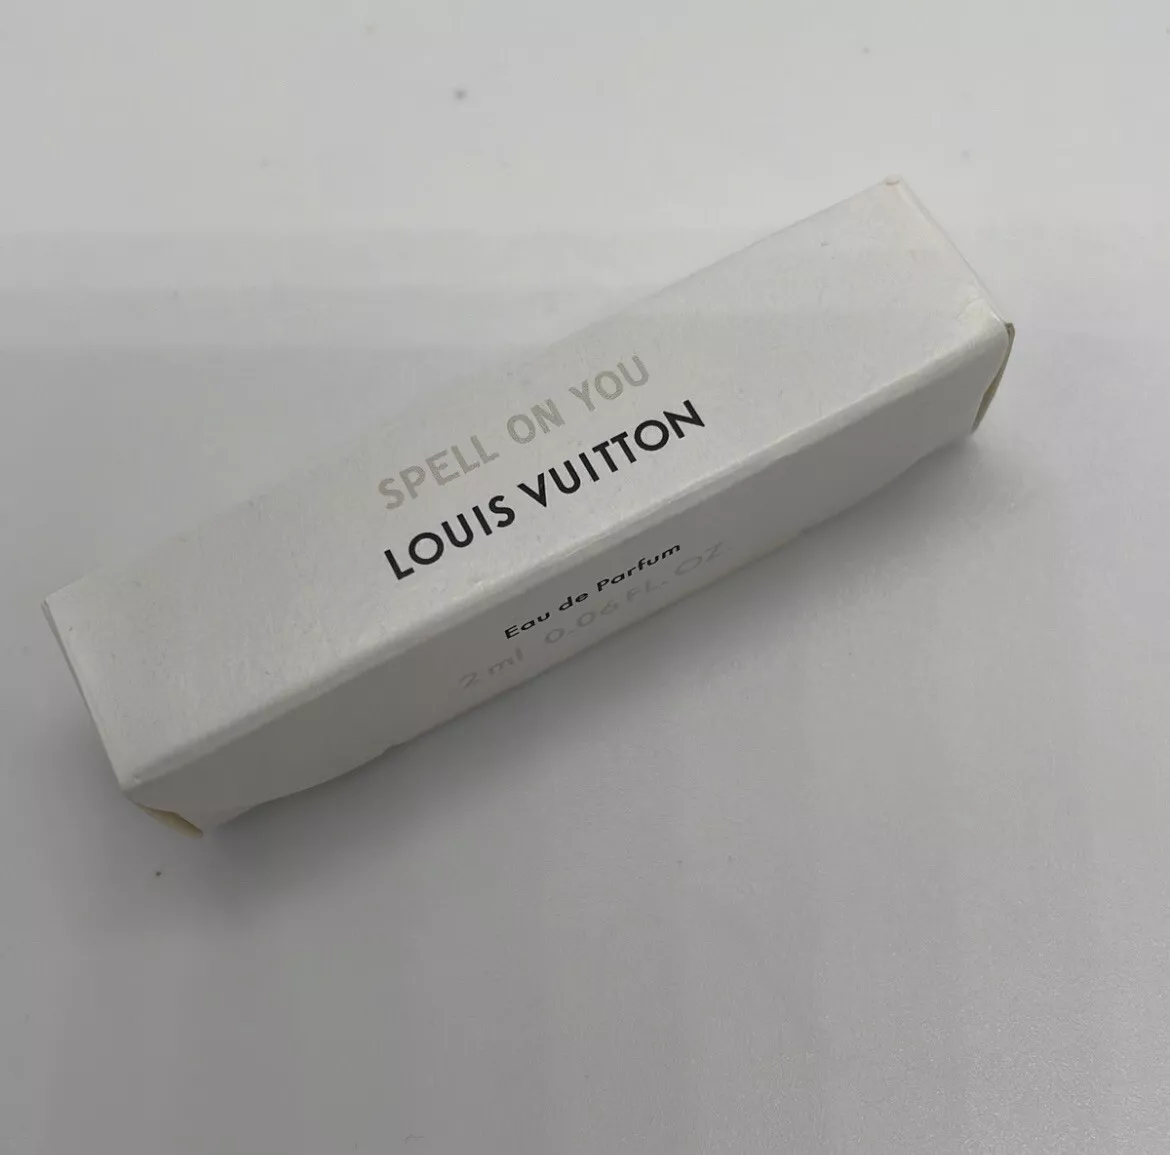 SPELL ON YOU
LOUIS VUITTON
Eau de Parfum
2 ml 0.06 FL. OZ.